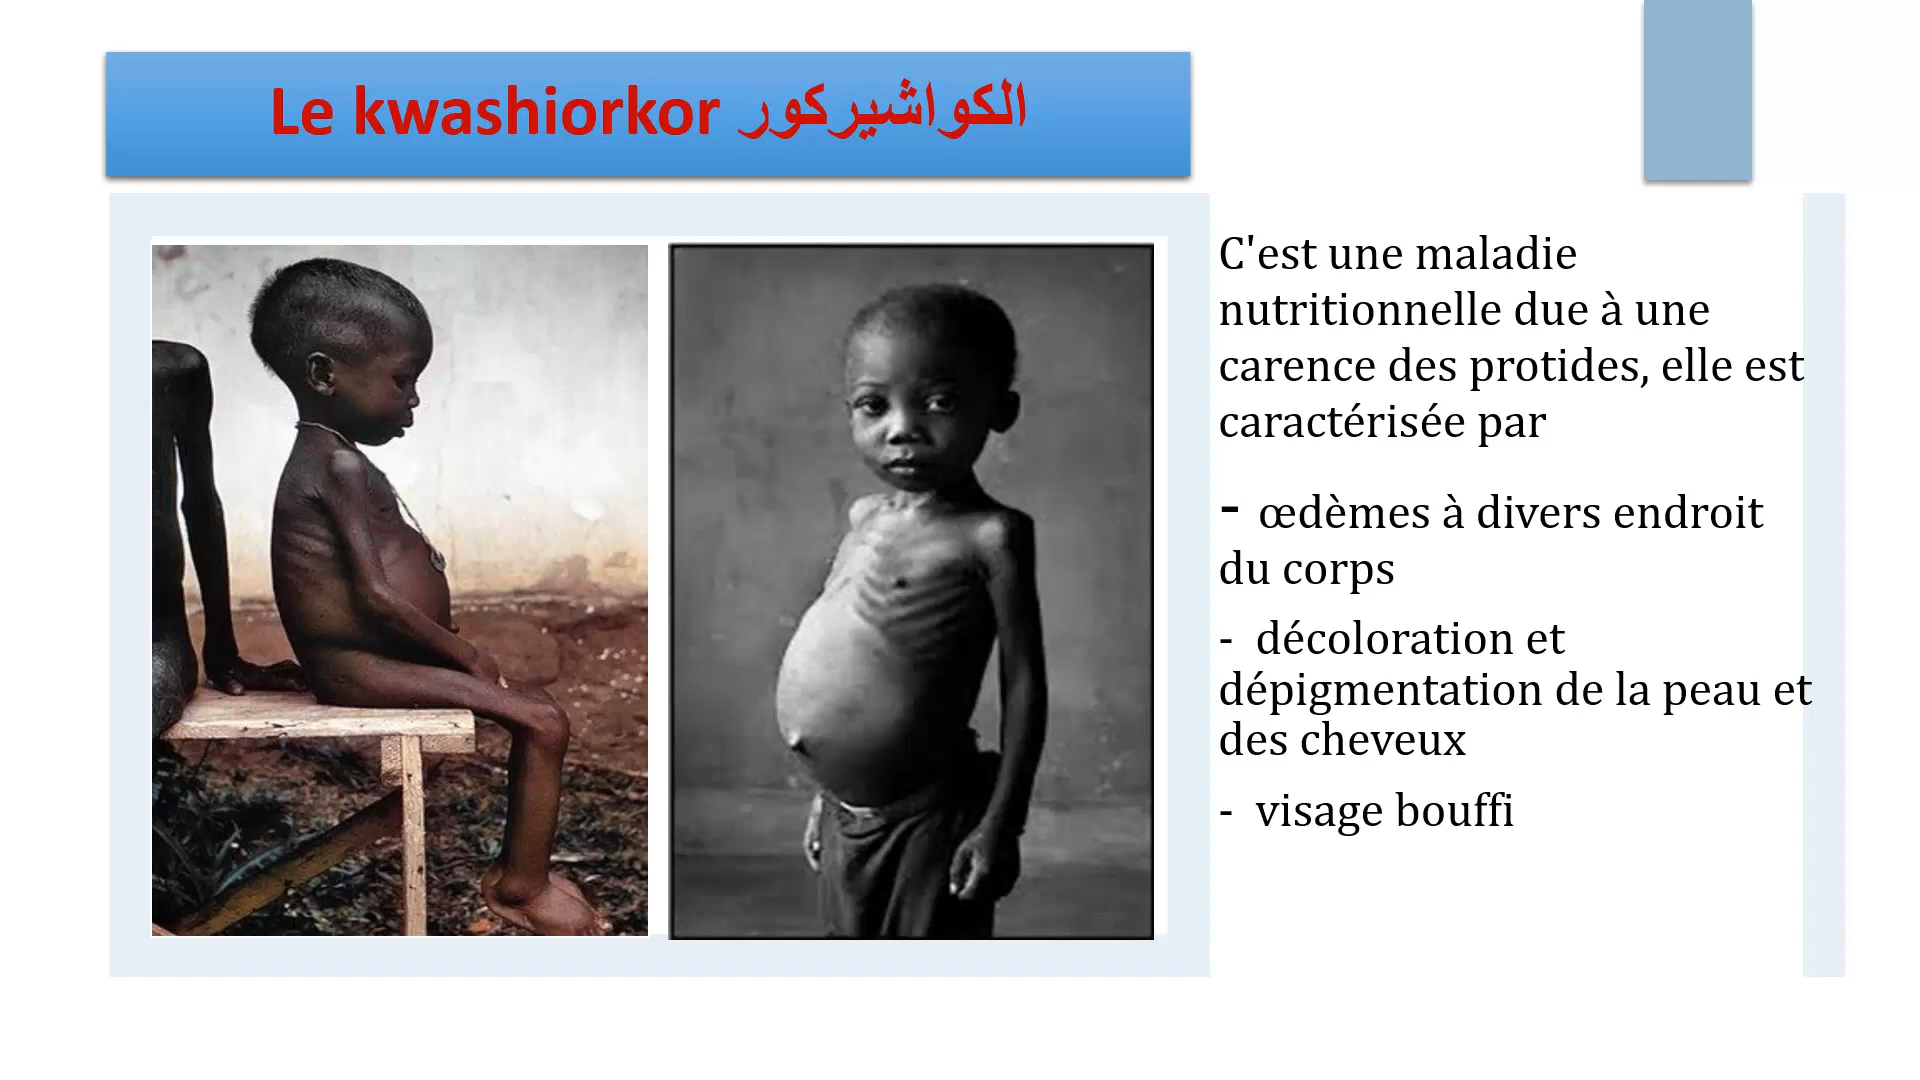 Le kwashiorkor الكواشيركور
C'est une maladie
nutritionnelle due à une
carence des protides, elle est
caractérisée par
- œdèmes à divers endroit
du corps
- décoloration et
dépigmentation de la peau et
des cheveux
- visage bouffi